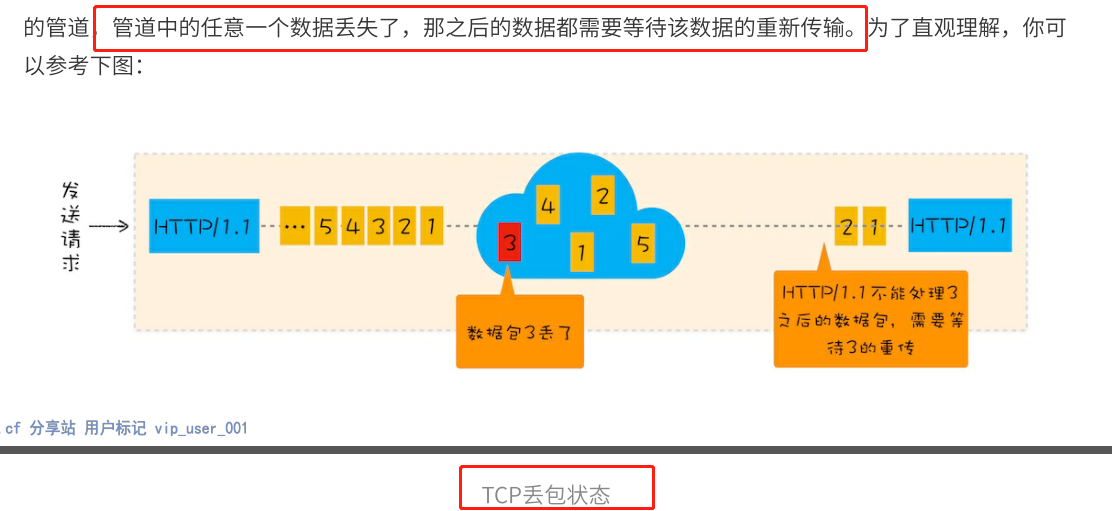 的管道，管道中的任意一个数据丢失了，那之后的数据都需要等待该数据的重新传输。为了直观理解，你可
以参考下图：
发送请求
HTTP/1.1
... 5 4 3 2 1
4
2
3
1
5
2 1
HTTP/1.1
数据包3丢了
HTTP/1.1不能处理3
之后的数据包，需要等
待3的重传
.cf 分享站 用户标记 vip_user_001
TCP丢包状态